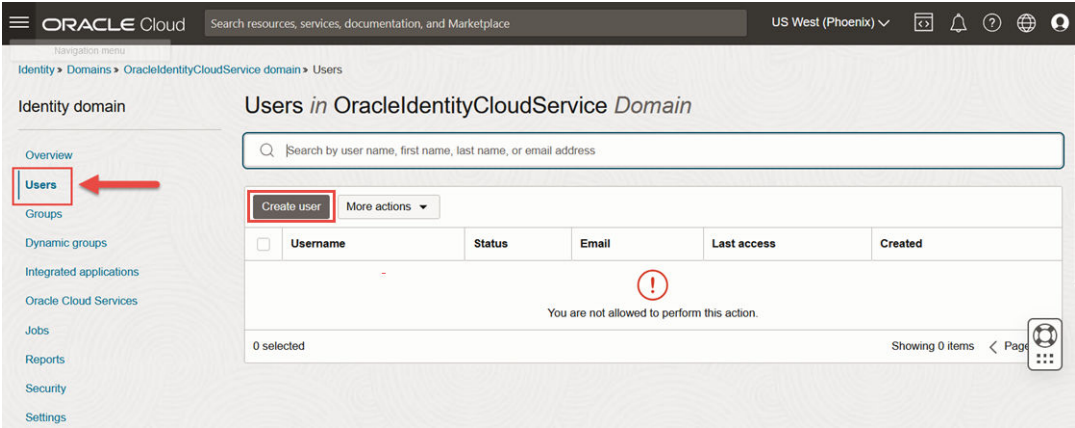 ORACLE Cloud
Search resources, services, documentation, and Marketplace
US West (Phoenix)
Navigation menu
Identity » Domains » OracleIdentityCloudService domain » Users
Identity domain
Overview
Users
Groups
Dynamic groups
Integrated applications
Oracle Cloud Services
Jobs
Reports
Security
Settings
Users in OracleIdentityCloudService Domain
Search by user name, first name, last name, or email address
Create user
More actions
Username Status Email Last access Created
You are not allowed to perform this action.
0 selected
Showing 0 items
Page